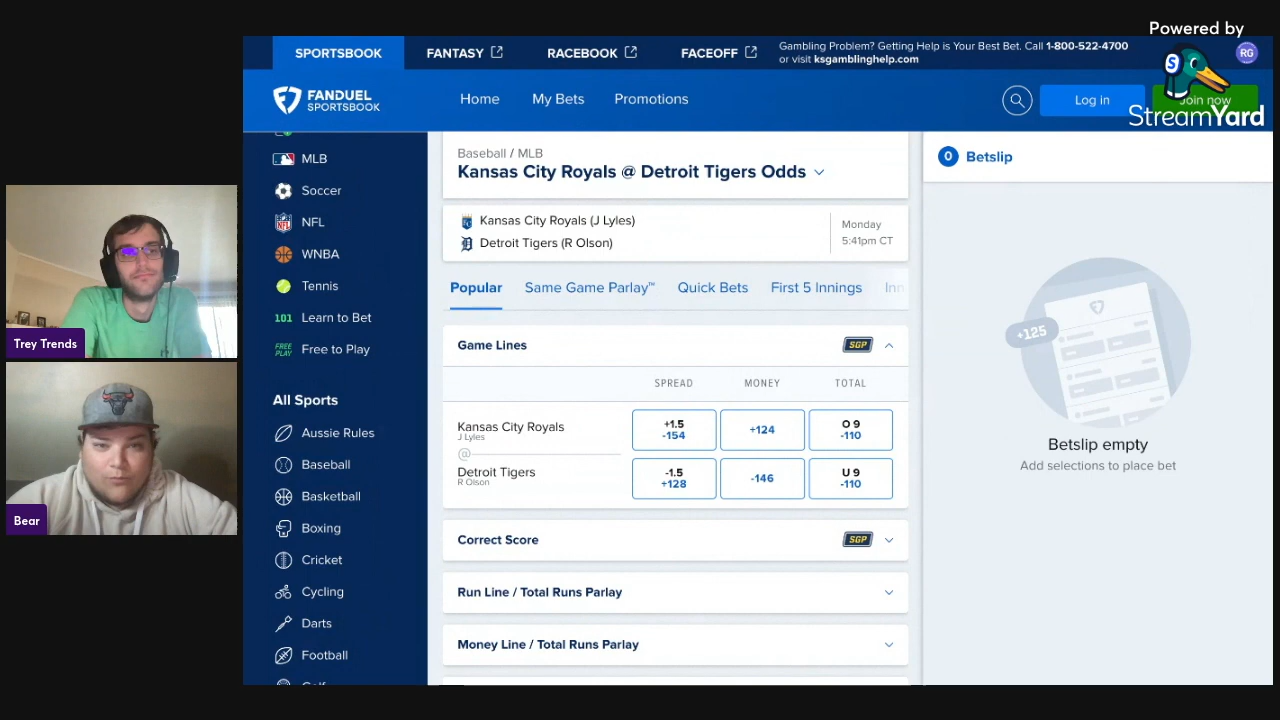 Powered by
StreamYard
SPORTSBOOK
FANTASY
RACEBOOK
FACEOFF
Gambling Problem? Getting Help is Your Best Bet. Call 1-800-522-4700
or visit ksgamblinghelp.com
RG
FANDUEL
SPORTSBOOK
Home
My Bets
Promotions
Log in
Join now
MLB
Soccer
NFL
WNBA
Tennis
101 Learn to Bet
FREE PLAY Free to Play
All Sports
Aussie Rules
Baseball
Basketball
Boxing
Cricket
Cycling
Darts
Football
Golf
Baseball / MLB
Kansas City Royals @ Detroit Tigers Odds
Kansas City Royals (J Lyles)
Detroit Tigers (R Olson)
Monday
5:41pm CT
Popular
Same Game Parlay™
Quick Bets
First 5 Innings
Inn
Game Lines
SGP
SPREAD MONEY TOTAL
Kansas City Royals
J Lyles
+1.5
-154
+124
O 9
-110
@
Detroit Tigers
R Olson
-1.5
+128
-146
U 9
-110
Correct Score
SGP
Run Line / Total Runs Parlay
Money Line / Total Runs Parlay
0 Betslip
+125
Betslip empty
Add selections to place bet
Trey Trends
Bear